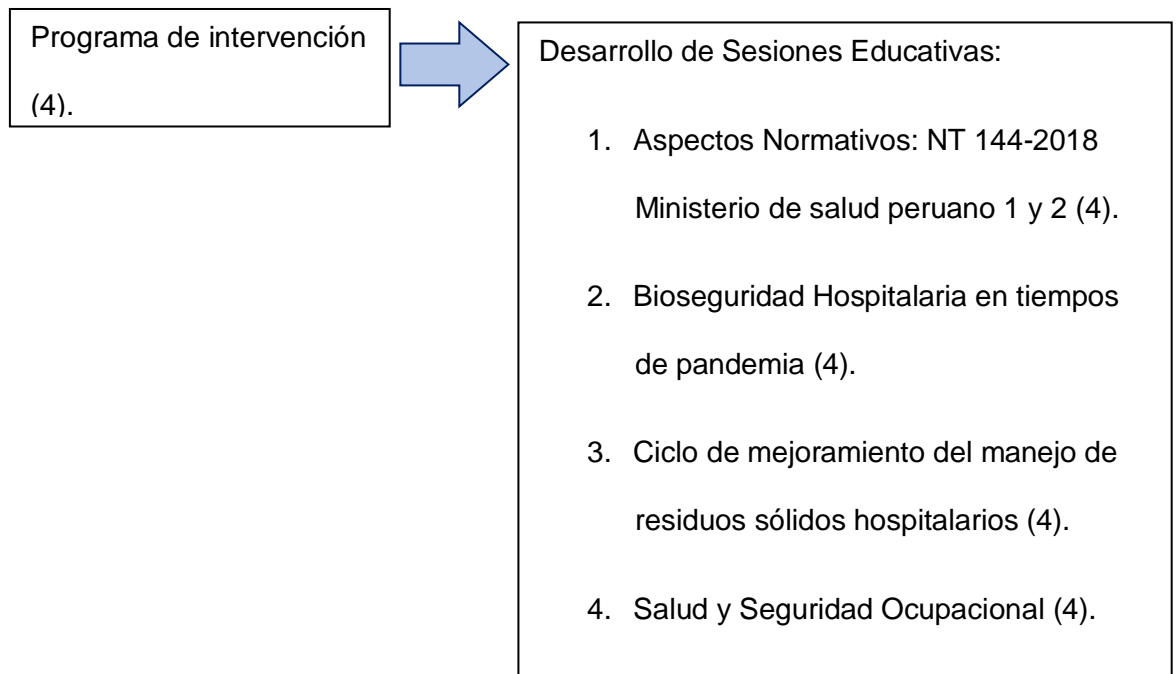 Programa de intervención
(4).
Desarrollo de Sesiones Educativas:
1. Aspectos Normativos: NT 144-2018
Ministerio de salud peruano 1 y 2 (4).
2. Bioseguridad Hospitalaria en tiempos
de pandemia (4).
3. Ciclo de mejoramiento del manejo de
residuos sólidos hospitalarios (4).
4. Salud y Seguridad Ocupacional (4).